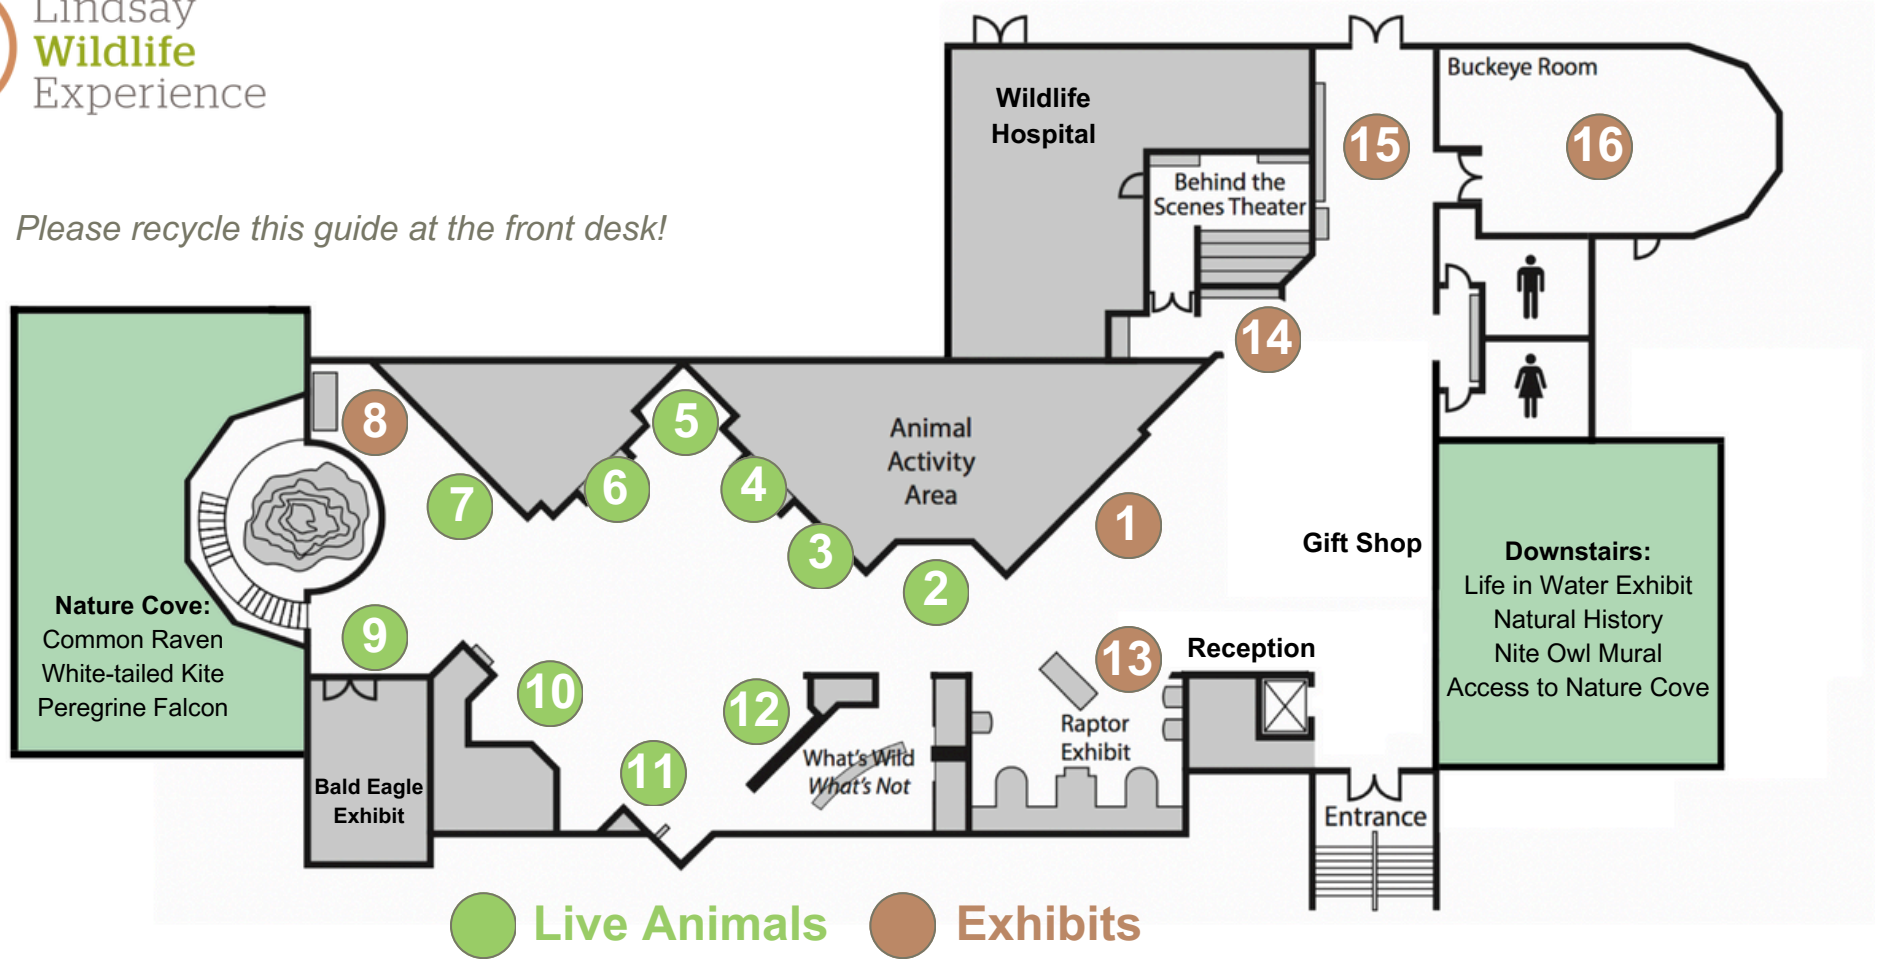 Lindsay
Wildlife
Experience
Please recycle this guide at the front desk!
Wildlife
Hospital
Behind the
Scenes Theater
15
Buckeye Room
16
14
8
7
6
5
4
3
Animal
Activity
Area
2
1
Gift Shop
Downstairs:
Life in Water Exhibit
Natural History
Nite Owl Mural
Access to Nature Cove
Nature Cove:
Common Raven
White-tailed Kite
Peregrine Falcon
9
10
11
12
13
Reception
Raptor
Exhibit
What's Wild
What's Not
Bald Eagle
Exhibit
Entrance
Live Animals
Exhibits